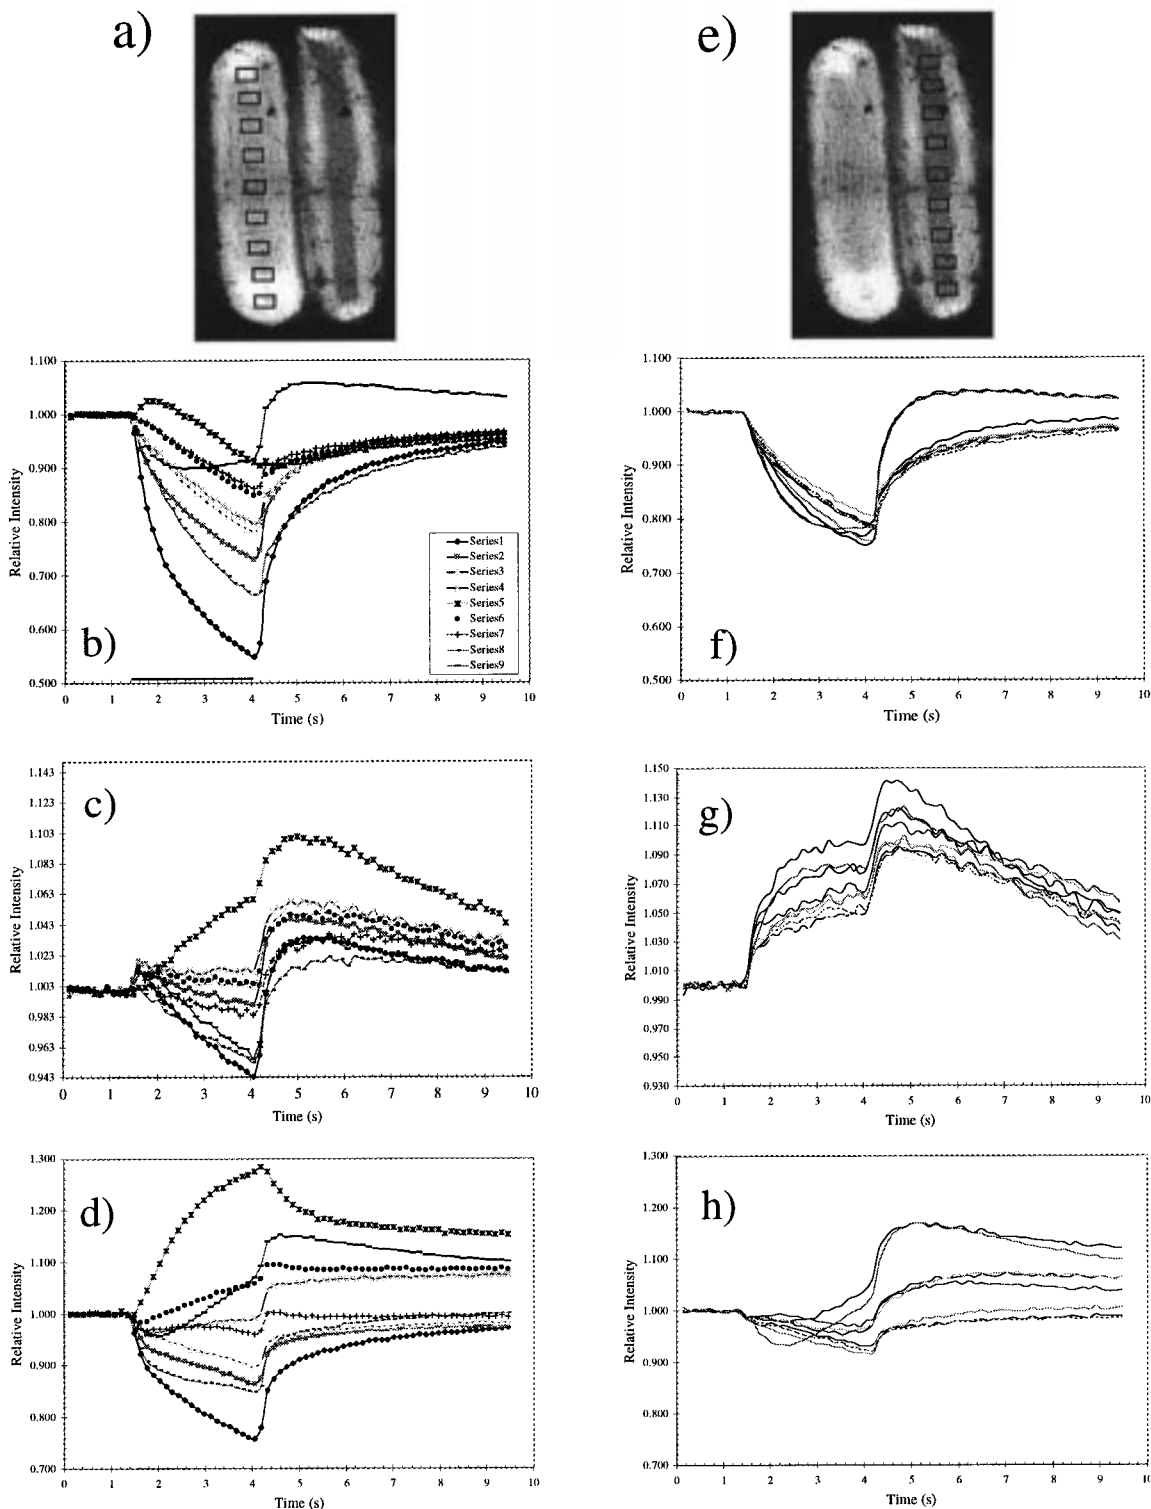 a)
e)
1.100
1.000
0.900
0.800
0.700
0.600
0.500
Relative Intensity
b)
Series1
Series2
Series3
Series4
Series5
Series6
Series7
Series8
Series9
0 1 2 3 4 5 6 7 8 9 10
Time (s)
1.100
1.000
0.900
0.800
0.700
0.600
0.500
Relative Intensity
f)
0 1 2 3 4 5 6 7 8 9 10
Time (s)
1.143
1.123
1.103
1.083
1.063
1.043
1.023
1.003
0.983
0.963
0.943
Relative Intensity
c)
0 1 2 3 4 5 6 7 8 9 10
Time (s)
1.150
1.130
1.110
1.090
1.070
1.050
1.030
1.010
0.990
0.970
0.950
0.930
Relative Intensity
g)
0 1 2 3 4 5 6 7 8 9 10
Time (s)
1.300
1.200
1.100
1.000
0.900
0.800
0.700
Relative Intensity
d)
0 1 2 3 4 5 6 7 8 9 10
Time (s)
1.300
1.200
1.100
1.000
0.900
0.800
0.700
Relative Intensity
h)
0 1 2 3 4 5 6 7 8 9 10
Time (s)